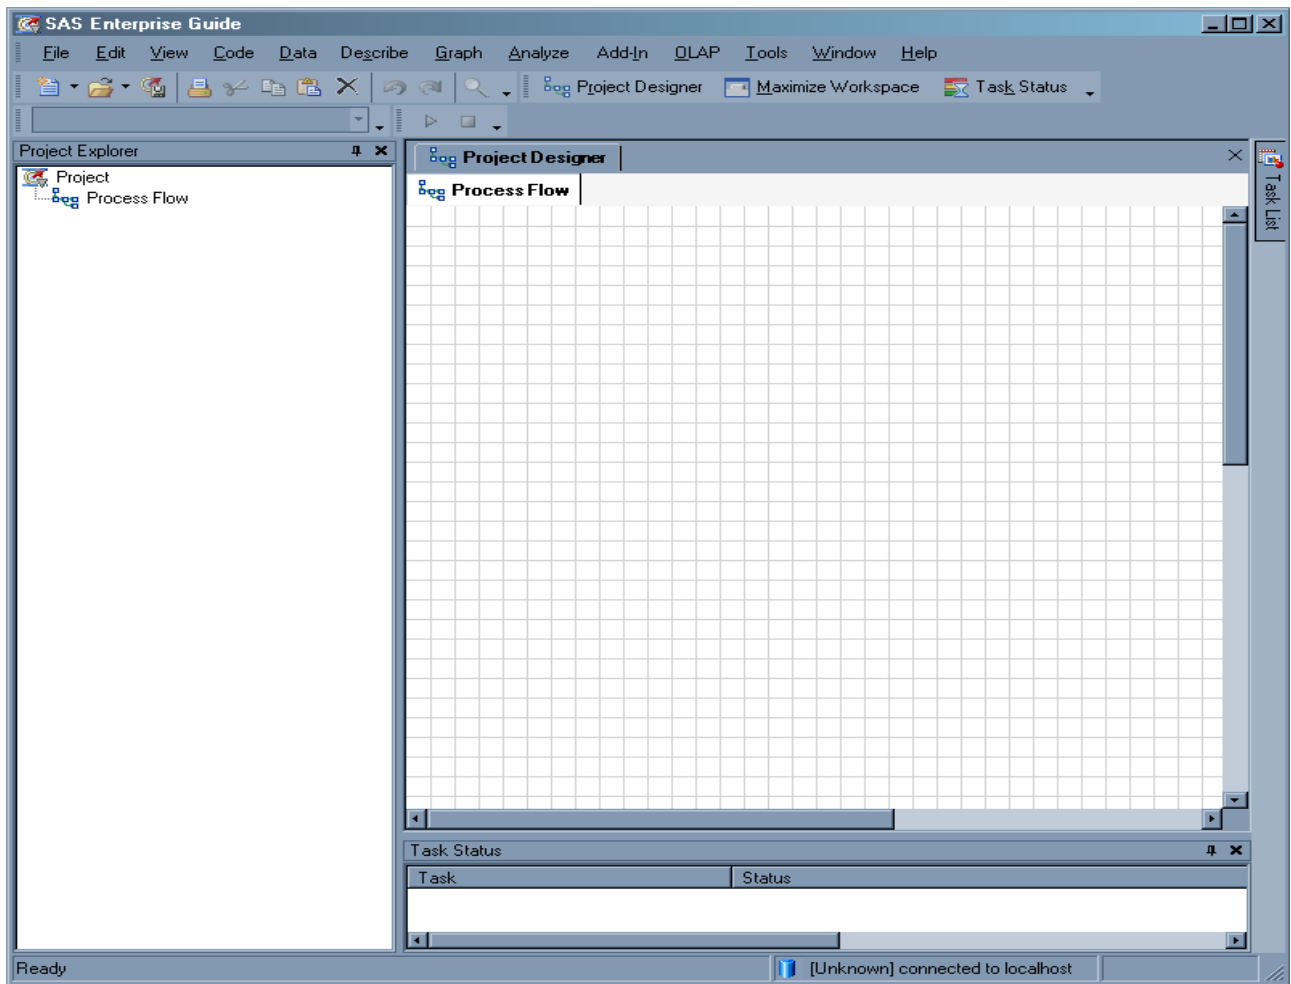 SAS Enterprise Guide
File Edit View Code Data Describe Graph Analyze Add-In OLAP Tools Window Help
Project Designer Maximize Workspace Task Status
Project Explorer
Project
Process Flow
Project Designer
Process Flow
Task List
Task Status
Task Status
Ready
[Unknown] connected to localhost